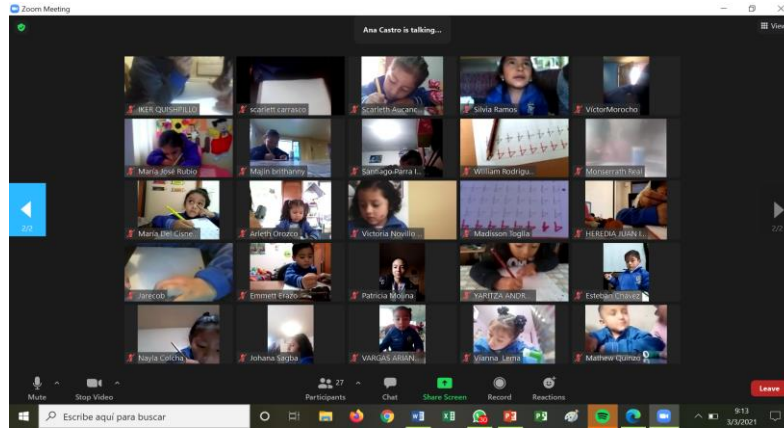 Zoom Meeting
Ana Castro is talking...
View
IKER QUISHPILLO
scarlett carrasco
Scarleth Aucanc...
Silvia Ramos
VíctorMorocho
María José Rubio
Majin brithanny
Santiago Parra I...
William Rodrigu...
Monserrath Real
María Del Cisne...
Arleth Orozco
Victoria Novillo...
Madisson Toglla
HEREDIA JUAN I...
Jarecob
Emmett Erazo
Patricia Molina
YARITZA ANDR...
Esteban Chavez
Nayla Colcha
Johana Sagba
VARGAS ARIAN...
Vianna_Lema
Mathew Quinzo
2/2
2/2
27
Mute
Stop Video
Participants
Chat
Share Screen
Record
Reactions
Leave
Escribe aquí para buscar
9:13
3/3/2021